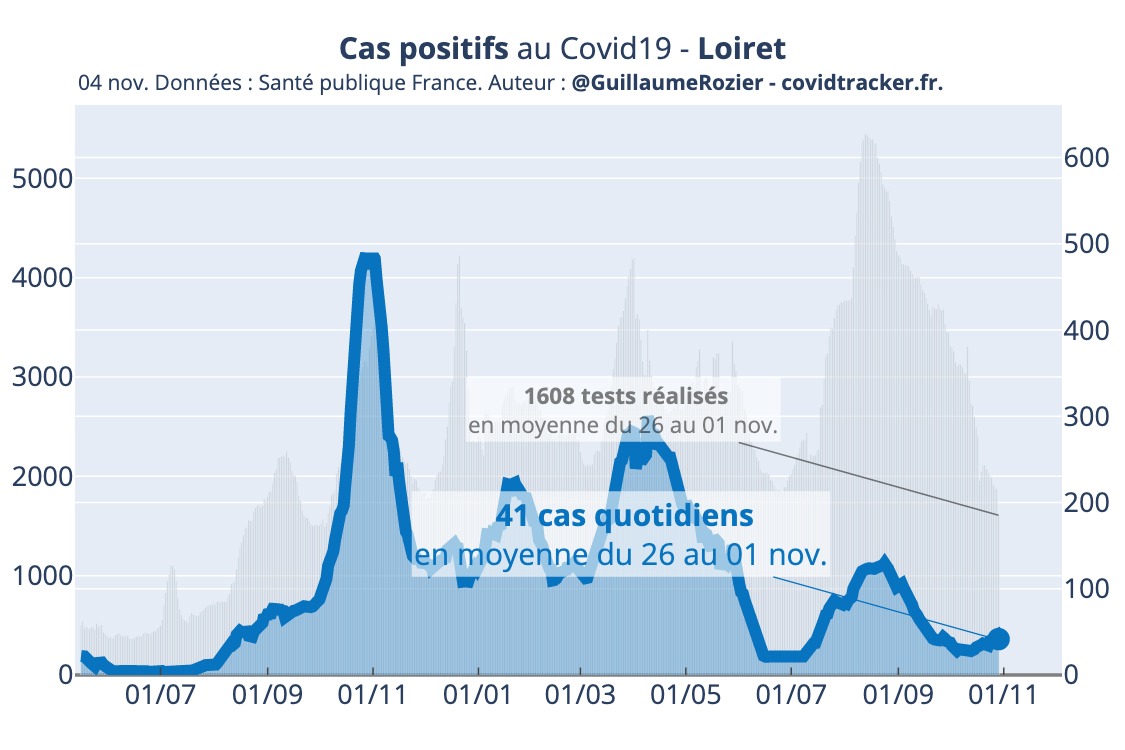 Cas positifs au Covid19 - Loiret
04 nov. Données : Santé publique France. Auteur : @GuillaumeRozier - covidtracker.fr.
600
5000
500
4000
400
3000
1608 tests réalisés
en moyenne du 26 au 01 nov.
300
2000
200
41 cas quotidiens
en moyenne du 26 au 01 nov.
1000
100
0
0
01/07 01/09 01/11 01/01 01/03 01/05 01/07 01/09 01/11